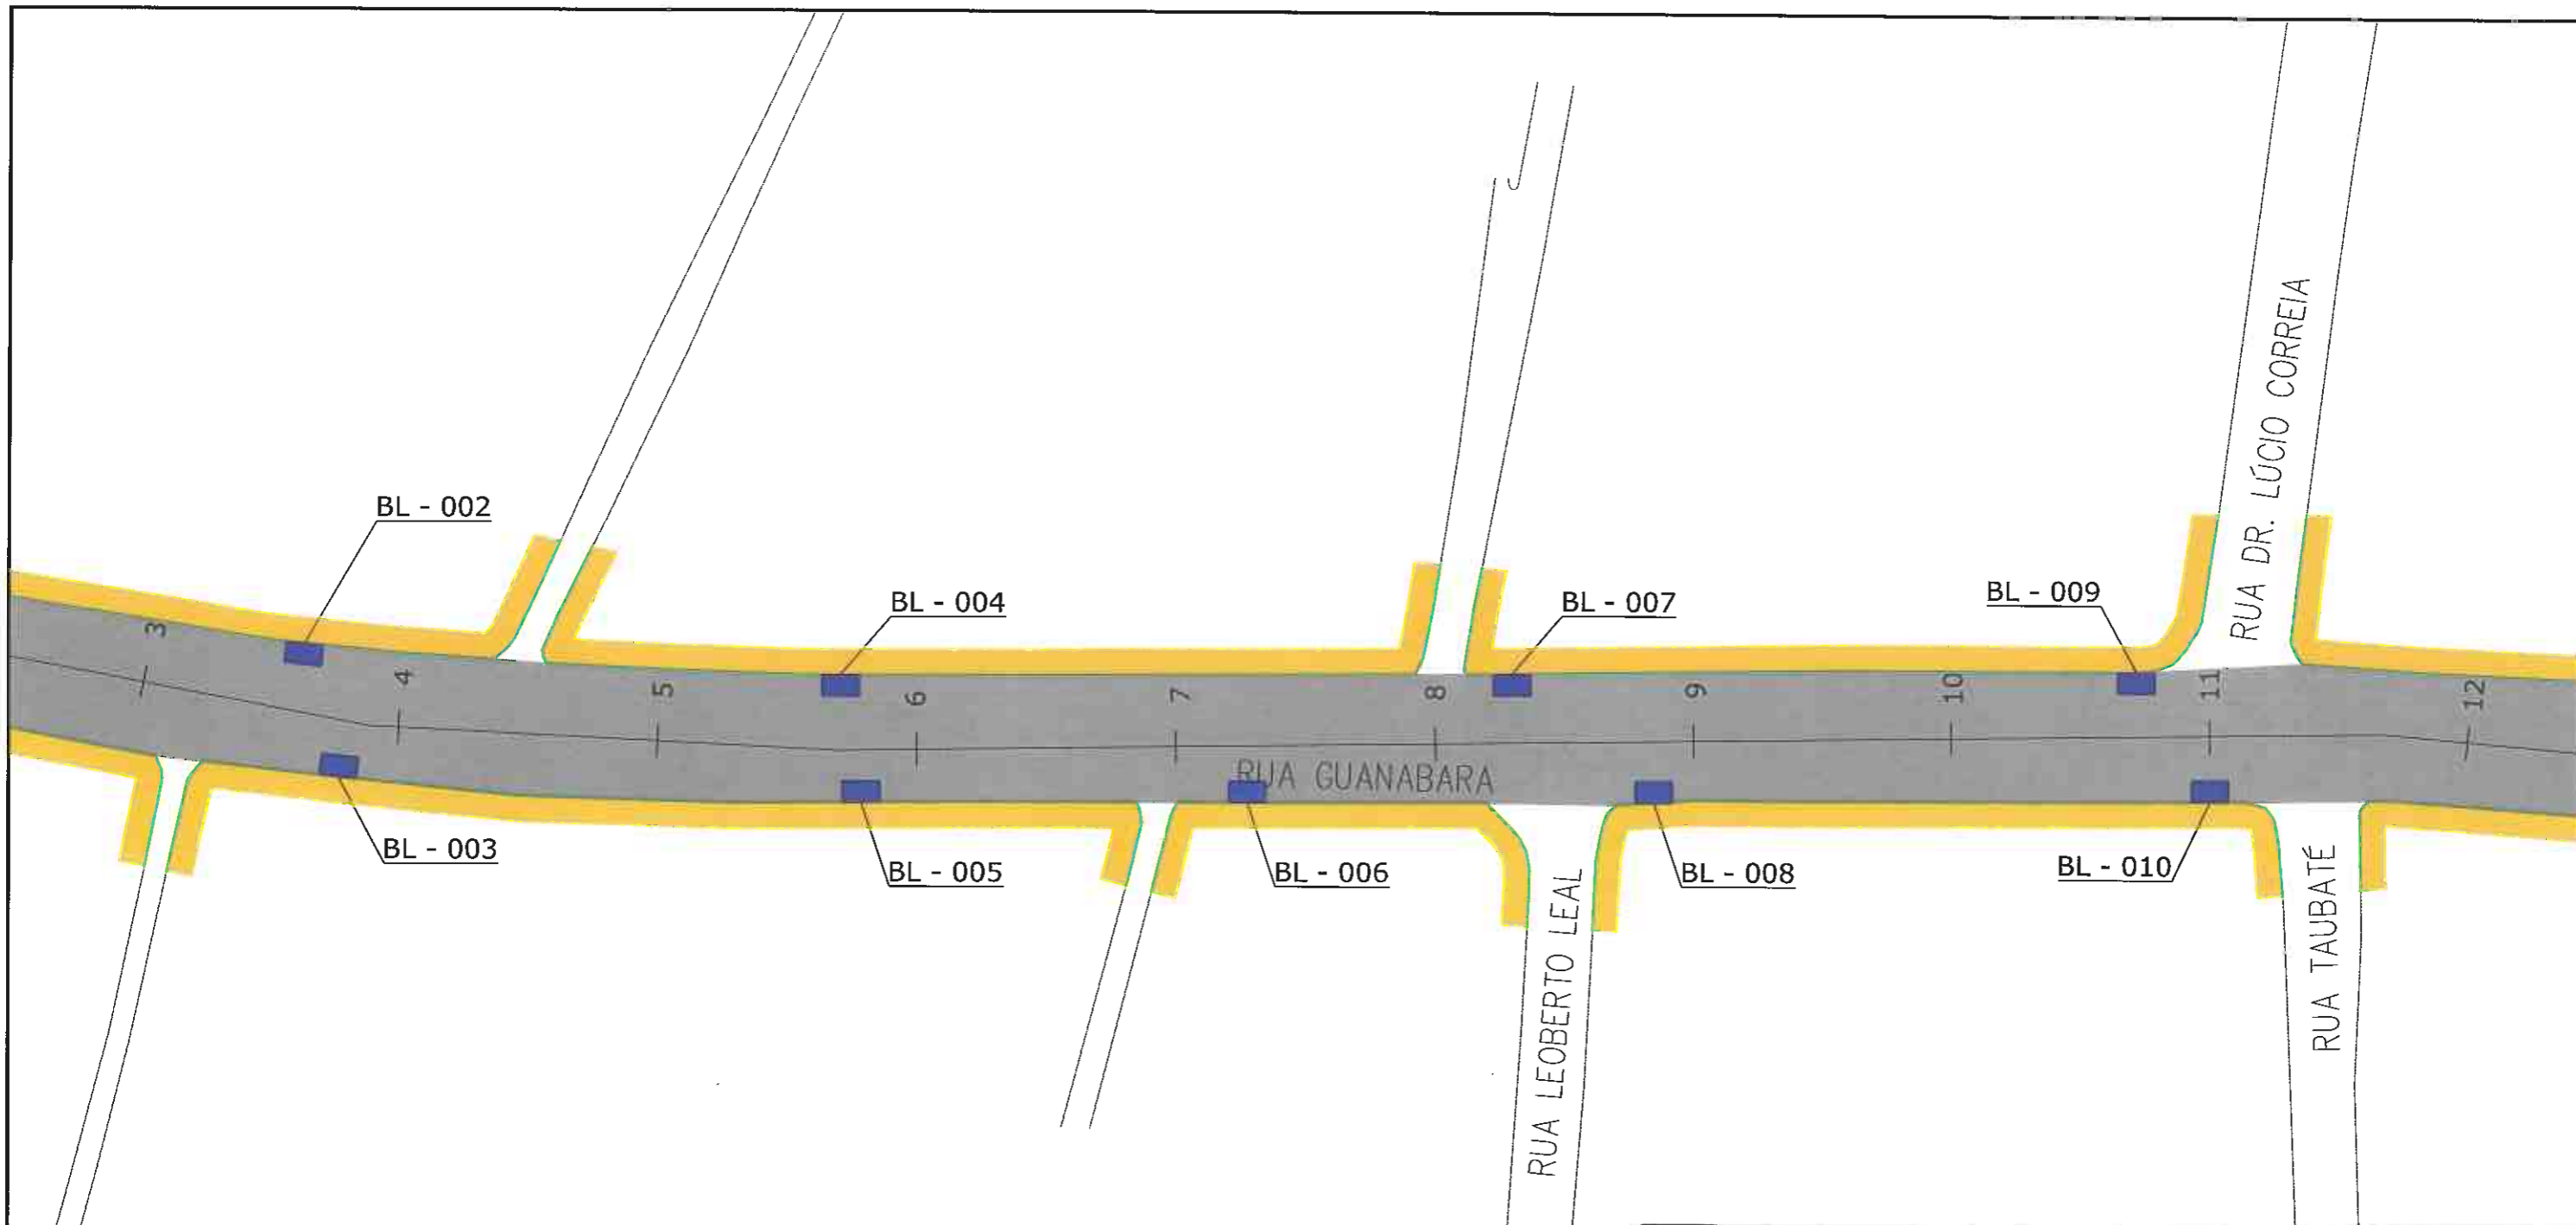 BL - 002
BL - 004
BL - 007
BL - 009
RUA DR. LÚCIO CORREIA
3
4
5
6
7
8
9
10
11
12
RUA GUANABARA
BL - 003
BL - 005
BL - 006
BL - 008
BL - 010
RUA LEOBERTO LEAL
RUA TAUBATÉ